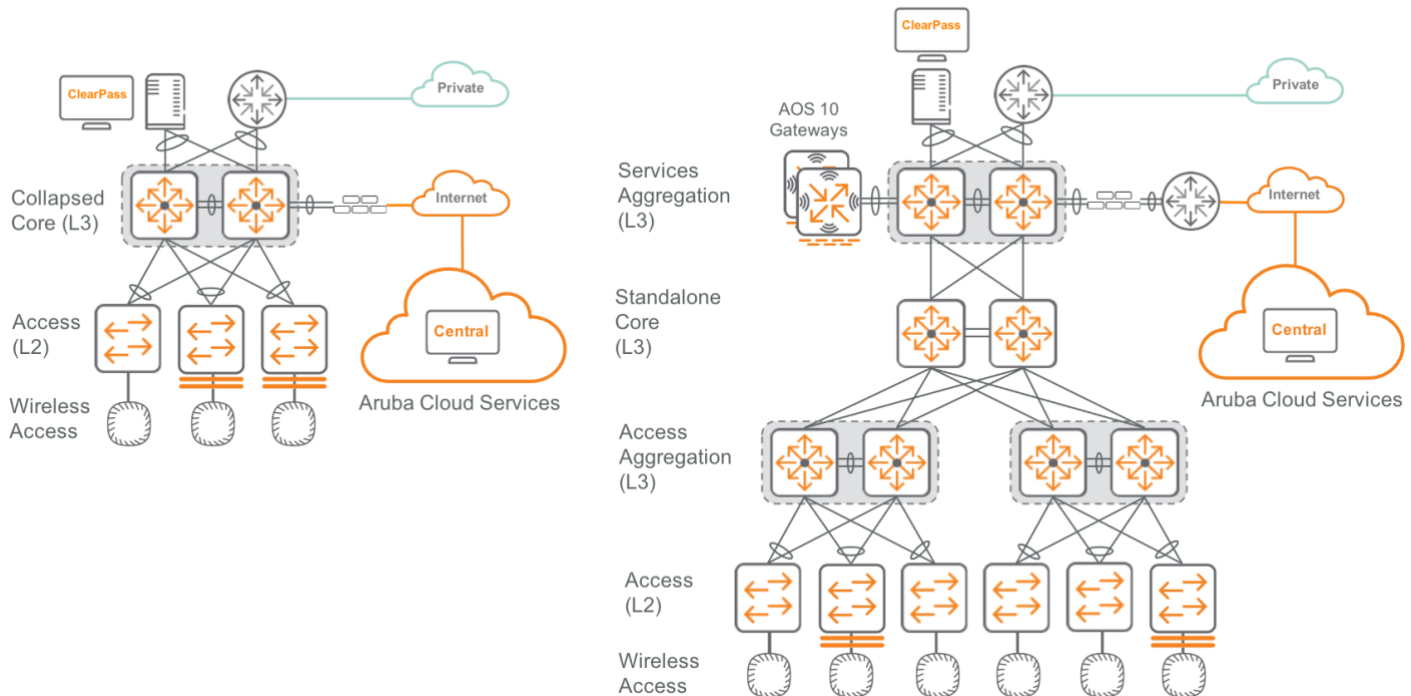 ClearPass
Private
Collapsed
Core (L3)
Internet
Access
(L2)
Central
Wireless
Access
Aruba Cloud Services
ClearPass
Private
AOS 10
Gateways
Services
Aggregation
(L3)
Internet
Standalone
Core
(L3)
Central
Aruba Cloud Services
Access
Aggregation
(L3)
Access
(L2)
Wireless
Access